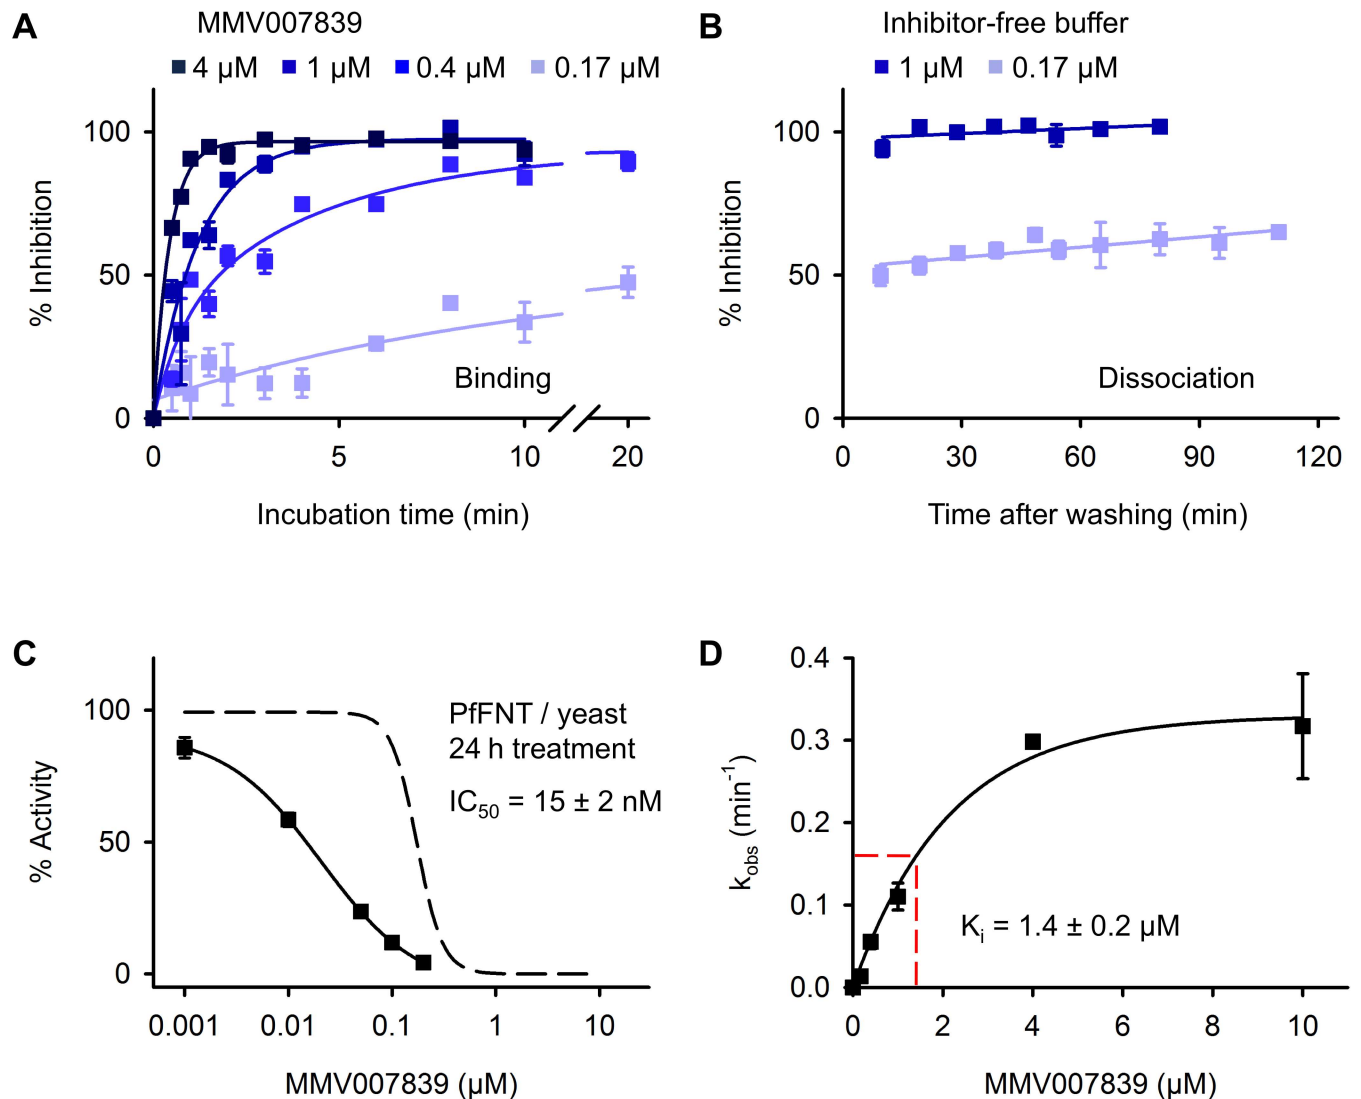 A
MMV007839
4 µM 1 µM 0.4 µM 0.17 µM
100
50
0
% Inhibition
Binding
0 5 10 20
Incubation time (min)
B
Inhibitor-free buffer
1 µM 0.17 µM
100
50
0
% Inhibition
Dissociation
0 30 60 90 120
Time after washing (min)
C
100
50
0
% Activity
PfFNT / yeast
24 h treatment
IC50 = 15 ± 2 nM
0.001 0.01 0.1 1 10
MMV007839 (µM)
D
0.4
0.3
0.2
0.1
0.0
kobs (min-1)
Ki = 1.4 ± 0.2 µM
0 2 4 6 8 10
MMV007839 (µM)